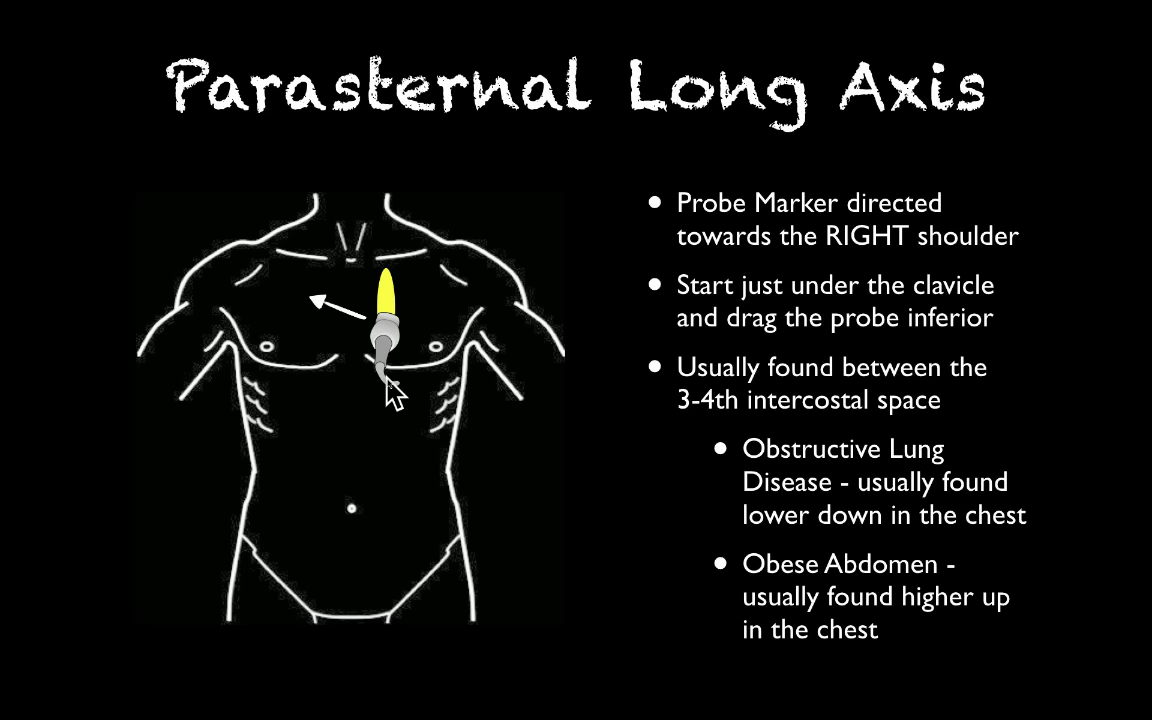 Parasternal Long Axis
• Probe Marker directed
towards the RIGHT shoulder
• Start just under the clavicle
and drag the probe inferior
• Usually found between the
3-4th intercostal space
• Obstructive Lung
Disease - usually found
lower down in the chest
• Obese Abdomen -
usually found higher up
in the chest